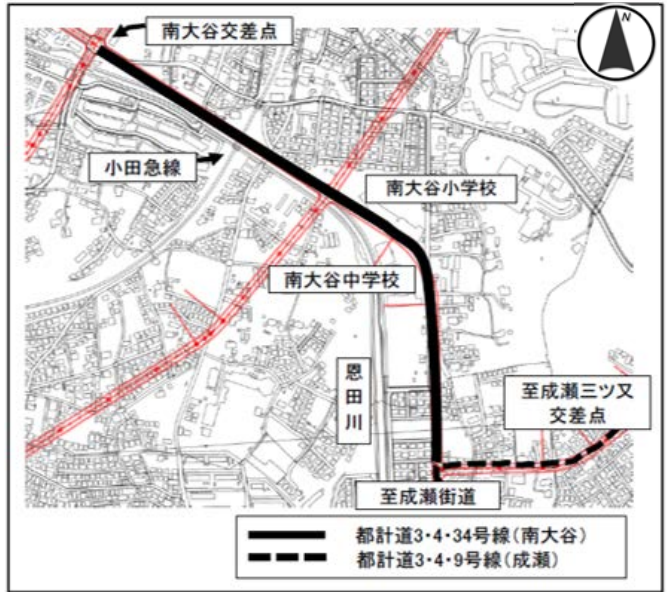 南大谷交差点
N
小田急線
南大谷小学校
南大谷中学校
恩田川
至成瀬三ツ又
交差点
至成瀬街道
都計道3・4・34号線(南大谷)
都計道3・4・9号線(成瀬)